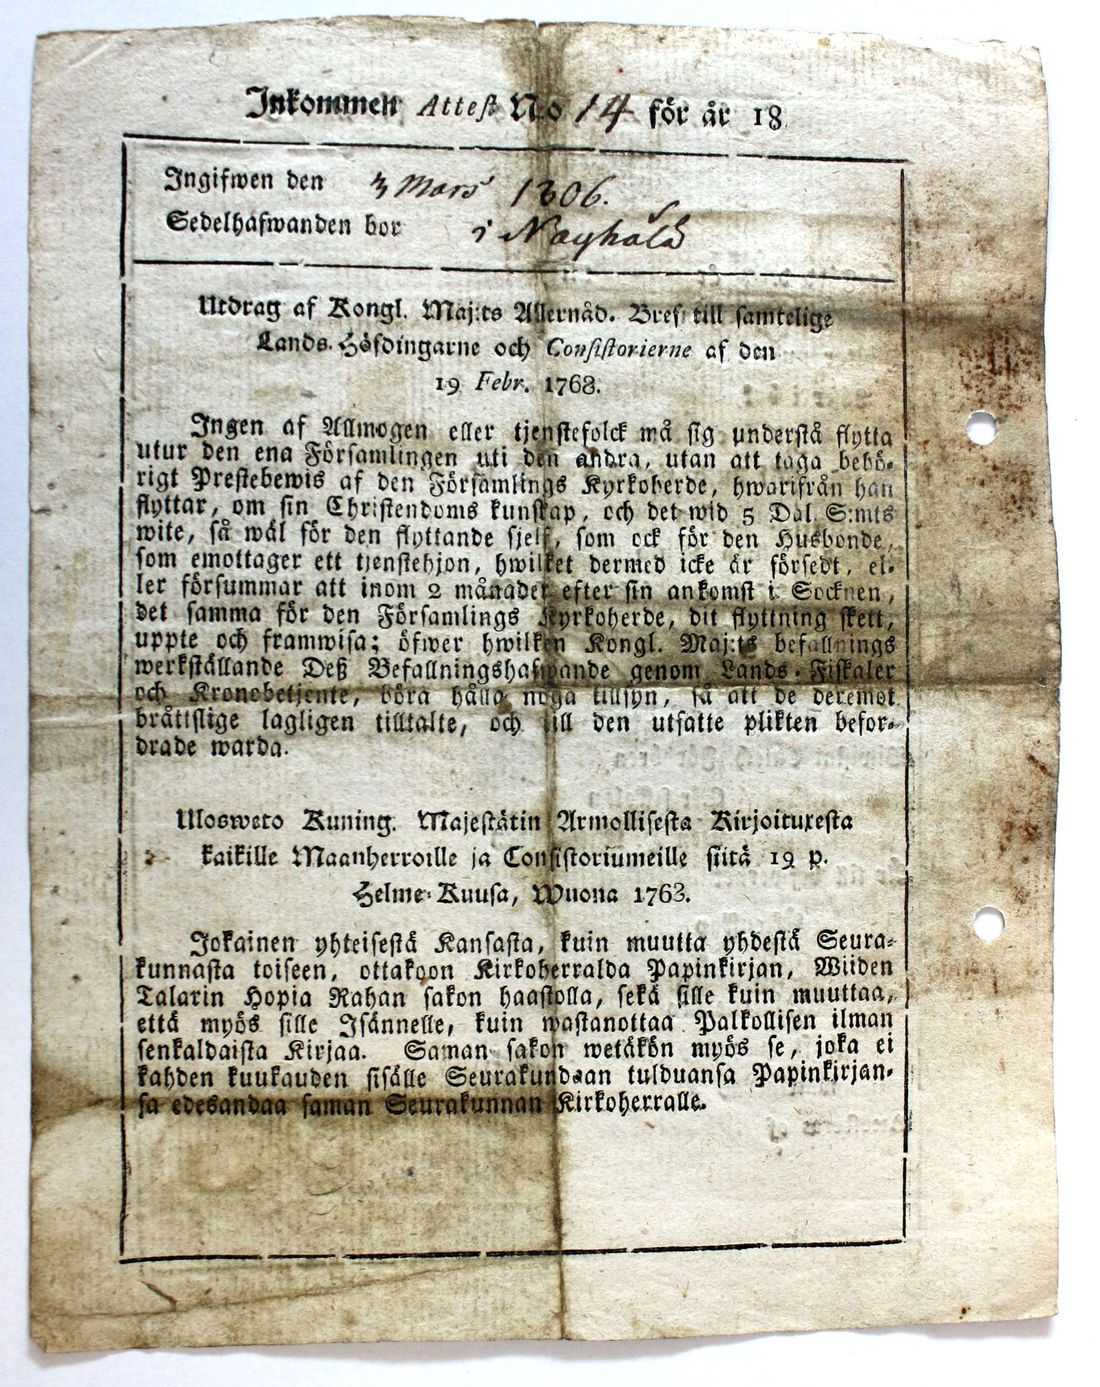 Inkommen Attest No 14 för år 18
Ingifwen den 3 Mars 1806.
Sedelhafwanden bor i
Utdrag af Kongl. Maj:ts Allernåd. Bref till samtelige
Lands-Höfdingarne och Consistorierne af den
19 Febr. 1768.
Ingen af Allmogen eller tjenstefolck må sig understå flytta
utur den ena Församlingen uti den andra, utan att taga behö-
rigt Prestebewis af den Församlings Kyrkoherde, hwarifrån han
flyttar, om sin Christendoms kunskap, och det wid 5 Dal. S:mts
wite, så wäl för den flyttande sjelf, som ock för den Husbonde,
som emottager ett tjenstehjon, hwilket dermed icke är försedt, el-
ler försummar att inom 2 månader efter sin ankomst i Socknen,
det samma för den Församlings Kyrkoherde, dit flyttning skett,
uppte och framwisa; öfwer hwilken Kongl. Maj:ts befallnings
werkställande Deß Befallningshafwande genom Lands-Fiskaler
och Kronobetjente, böra hålla noga tillsyn, så att de deremot
bråttslige lagligen tilltalte, och till den utsatte plikten befor-
drade warda.
Ulosweto Kuning. Majestätin Armollisesta Kirjoituxesta
kaikille Maanherroille ja Consistoriumeille siitä 19 p.
Helme-Kuusa, Wuona 1763.
Jokainen yhteisestä Kansasta, kuin muutta yhdestä Seura-
kunnasta toiseen, ottakoon Kirkoherralda Papinkirjan, Wiiden
Talarin Hopia Rahan sakon haastolla, sekä sille kuin muuttaa,
että myös sille Isännelle, kuin wastanottaa Palkollisen ilman
senkaldaista Kirjaa. Saman sakon wetäkön myös se, joka ei
kahden kuukauden sisälle Seurakundaan tulduansa Papinkirjan-
sa edesandaa saman Seurakunnan Kirkoherralle.